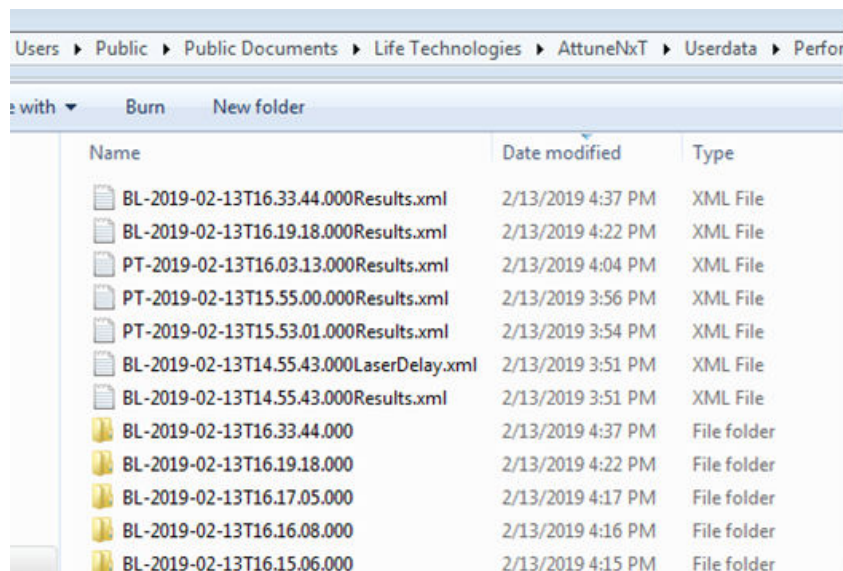 Users ▸ Public ▸ Public Documents ▸ Life Technologies ▸ AttuneNxT ▸ Userdata ▸ Perfor
with Burn New folder
Name Date modified Type
BL-2019-02-13T16.33.44.000Results.xml 2/13/2019 4:37 PM XML File
BL-2019-02-13T16.19.18.000Results.xml 2/13/2019 4:22 PM XML File
PT-2019-02-13T16.03.13.000Results.xml 2/13/2019 4:04 PM XML File
PT-2019-02-13T15.55.00.000Results.xml 2/13/2019 3:56 PM XML File
PT-2019-02-13T15.53.01.000Results.xml 2/13/2019 3:54 PM XML File
BL-2019-02-13T14.55.43.000LaserDelay.xml 2/13/2019 3:51 PM XML File
BL-2019-02-13T14.55.43.000Results.xml 2/13/2019 3:51 PM XML File
BL-2019-02-13T16.33.44.000 2/13/2019 4:37 PM File folder
BL-2019-02-13T16.19.18.000 2/13/2019 4:22 PM File folder
BL-2019-02-13T16.17.05.000 2/13/2019 4:17 PM File folder
BL-2019-02-13T16.16.08.000 2/13/2019 4:16 PM File folder
BL-2019-02-13T16.15.06.000 2/13/2019 4:15 PM File folder